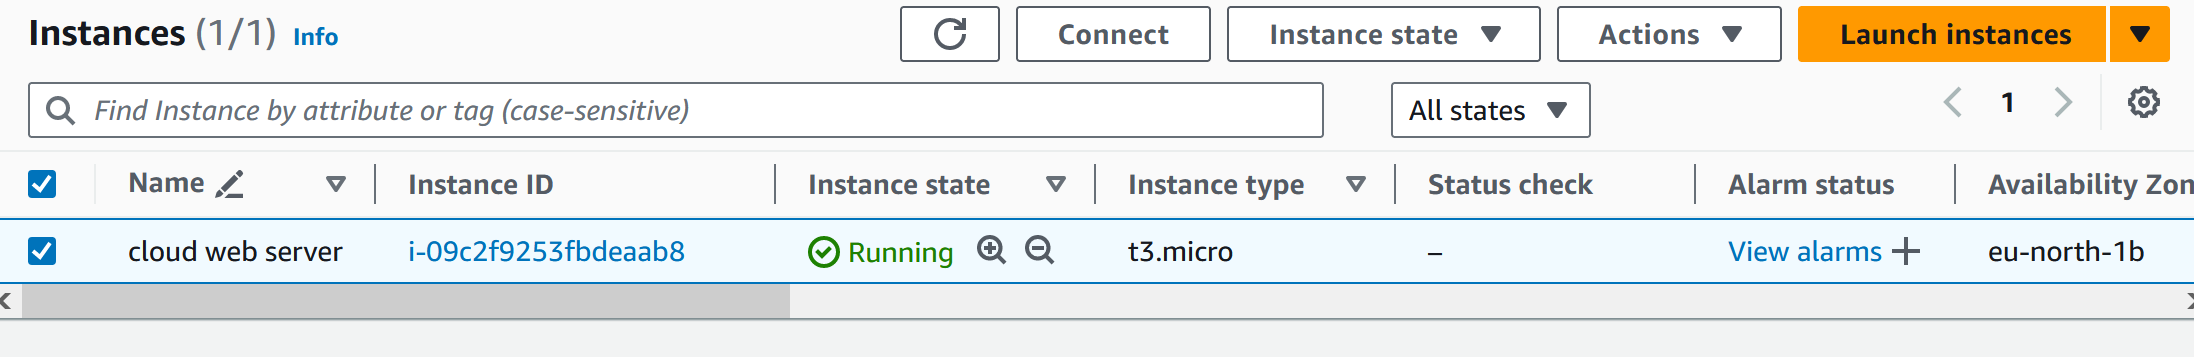 Instances (1/1) Info Connect Instance state Actions Launch instances
Find Instance by attribute or tag (case-sensitive) All states 1
Name Instance ID Instance state Instance type Status check Alarm status Availability Zon
cloud web server i-09c2f9253fbdeaab8 Running t3.micro – View alarms + eu-north-1b